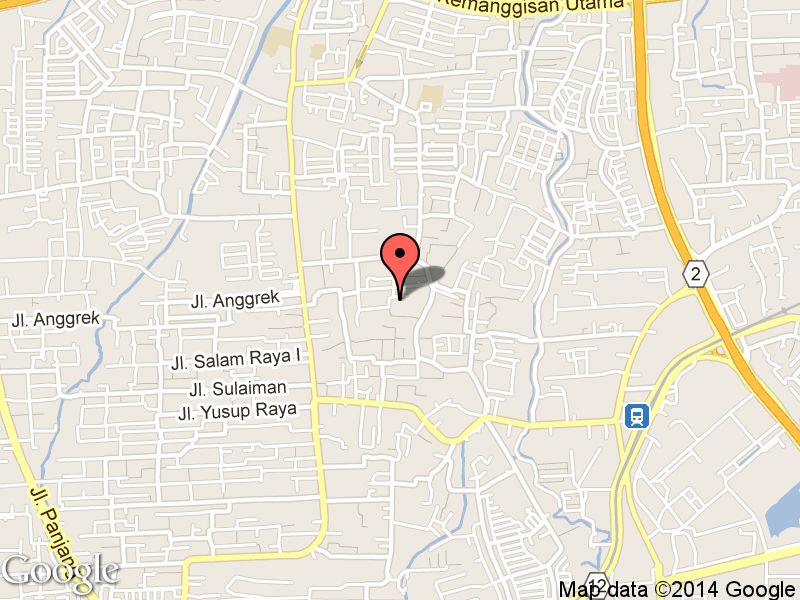 Kemanggisan Utama
2
Jl. Anggrek
Jl. Anggrek
Jl. Salam Raya I
Jl. Sulaiman
Jl. Yusup Raya
Jl. Panjang
12
Google
Map data ©2014 Google